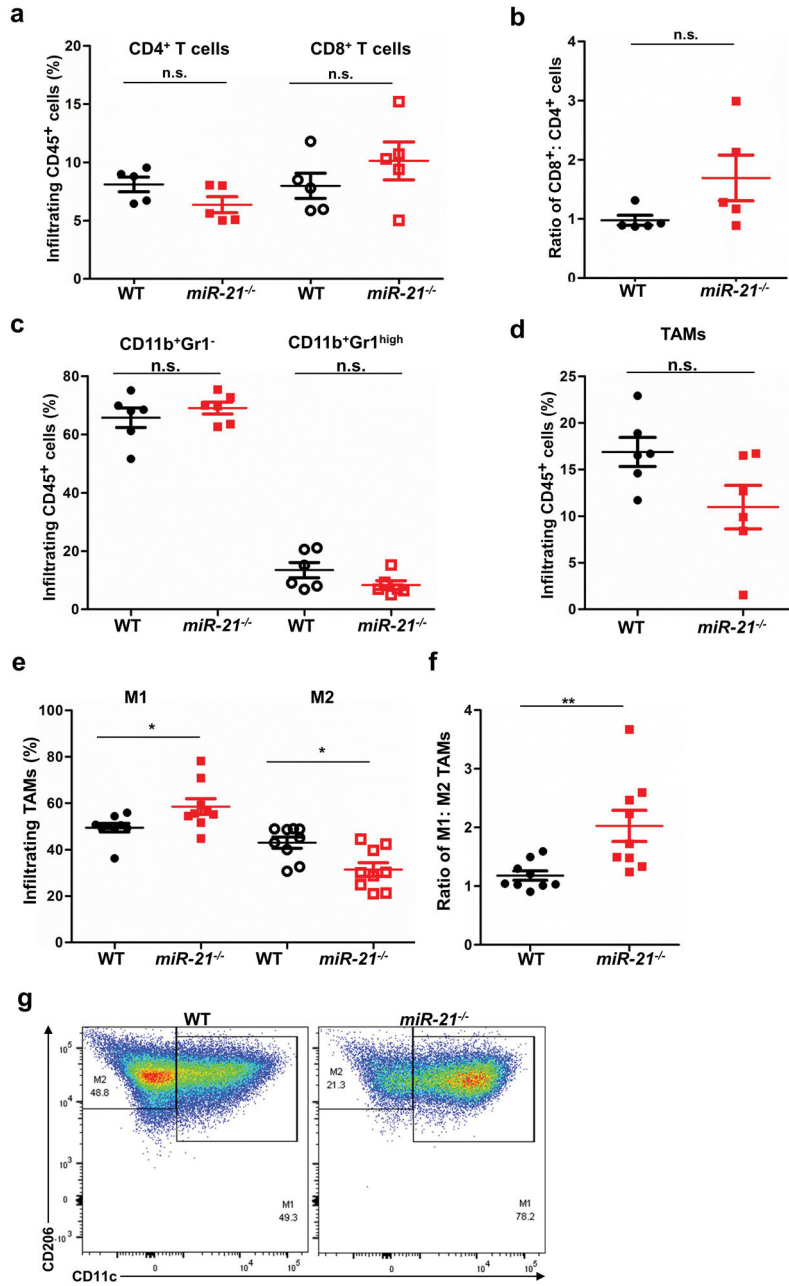 a
CD4⁺ T cells
CD8⁺ T cells
n.s.
n.s.
Infiltrating CD45⁺ cells (%)
20
15
10
5
0
WT
miR-21⁻/⁻
WT
miR-21⁻/⁻
b
n.s.
Ratio of CD8⁺: CD4⁺ cells
4
3
2
1
0
WT
miR-21⁻/⁻
c
CD11b⁺Gr1⁻
CD11b⁺Gr1ʰⁱᵍʰ
n.s.
n.s.
Infiltrating CD45⁺ cells (%)
80
60
40
20
0
WT
miR-21⁻/⁻
WT
miR-21⁻/⁻
d
TAMs
n.s.
Infiltrating CD45⁺ cells (%)
25
20
15
10
5
0
WT
miR-21⁻/⁻
e
M1
M2
*
*
Infiltrating TAMs (%)
100
80
60
40
20
0
WT
miR-21⁻/⁻
WT
miR-21⁻/⁻
f
**
Ratio of M1: M2 TAMs
4
3
2
1
0
WT
miR-21⁻/⁻
g
WT
miR-21⁻/⁻
CD206
10⁵
10⁴
10³
0
-10³
M2
48.8
M1
49.3
0
10⁴
10⁵
10⁵
10⁴
10³
0
-10³
M2
21.3
M1
78.2
0
10⁴
10⁵
CD11c